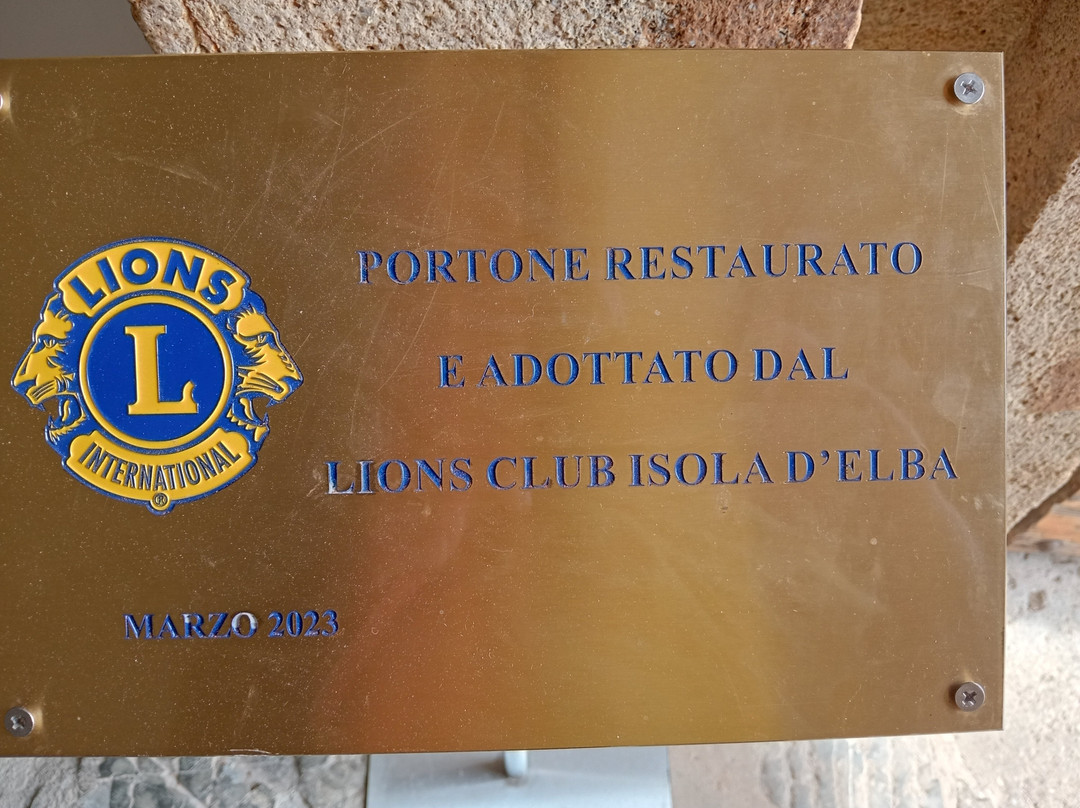 LIONS
L
INTERNATIONAL
®
PORTONE RESTAURATO
E ADOTTATO DAL
LIONS CLUB ISOLA D'ELBA
MARZO 2023